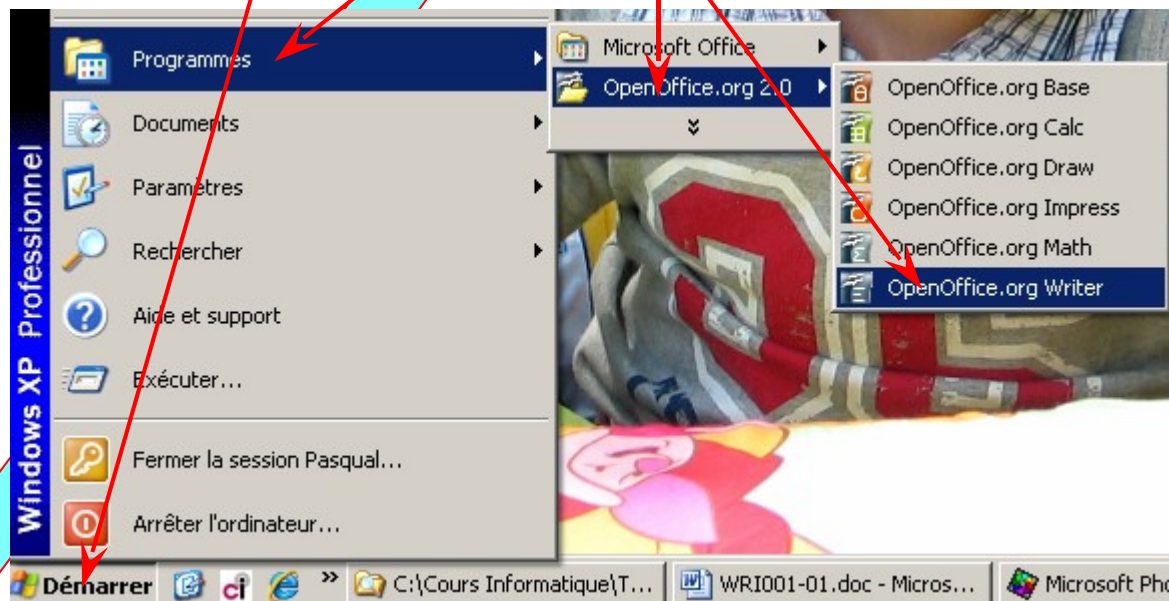 Programmes
Documents
Paramètres
Rechercher
Aide et support
Exécuter...
Fermer la session Pasqual...
Arrêter l'ordinateur...
Windows XP Professionnel
Microsoft Office
OpenOffice.org 2.0
OpenOffice.org Base
OpenOffice.org Calc
OpenOffice.org Draw
OpenOffice.org Impress
OpenOffice.org Math
OpenOffice.org Writer
Démarrer
ci
C:\Cours Informatique\T...
WRI001-01.doc - Micros...
Microsoft Pho